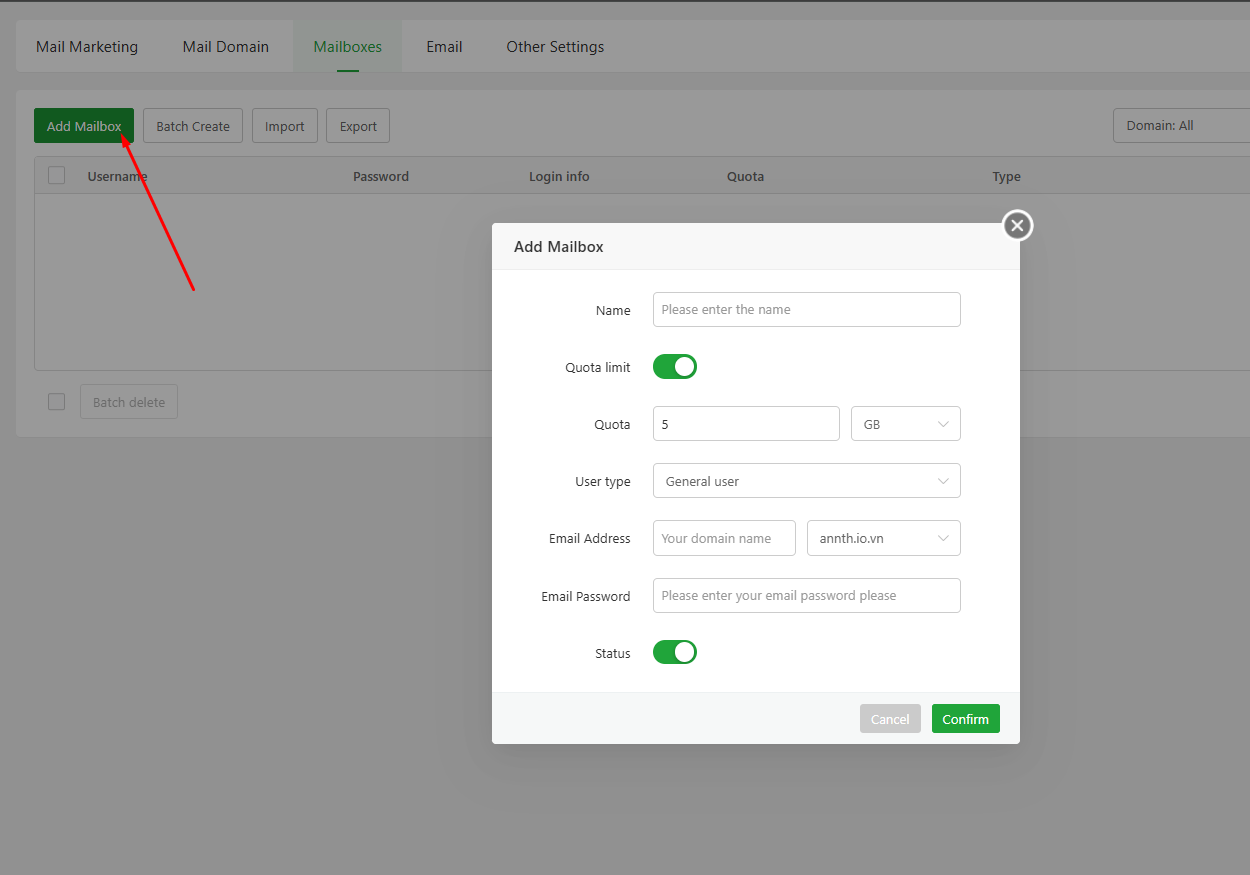 Mail Marketing Mail Domain Mailboxes Email Other Settings
Add Mailbox Batch Create Import Export Domain: All
Username Password Login info Quota Type
Add Mailbox
Name Please enter the name
Quota limit
Quota 5 GB
User type General user
Email Address Your domain name annth.io.vn
Email Password Please enter your email password please
Status
Cancel Confirm
Batch delete